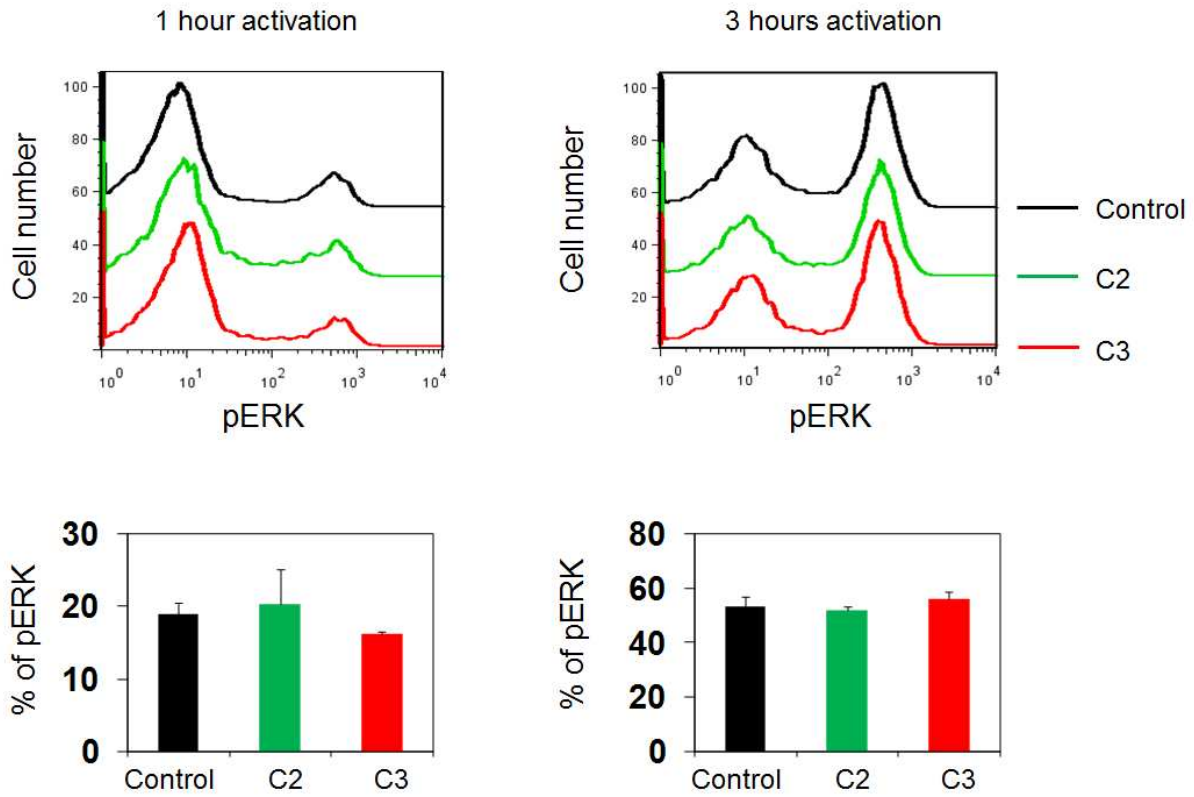 1 hour activation
3 hours activation
Cell number
100
80
60
40
20
10⁰ 10¹ 10² 10³ 10⁴
pERK
Cell number
100
80
60
40
20
10⁰ 10¹ 10² 10³ 10⁴
pERK
Control
C2
C3
% of pERK
30
20
10
0
Control C2 C3
% of pERK
80
60
40
20
0
Control C2 C3